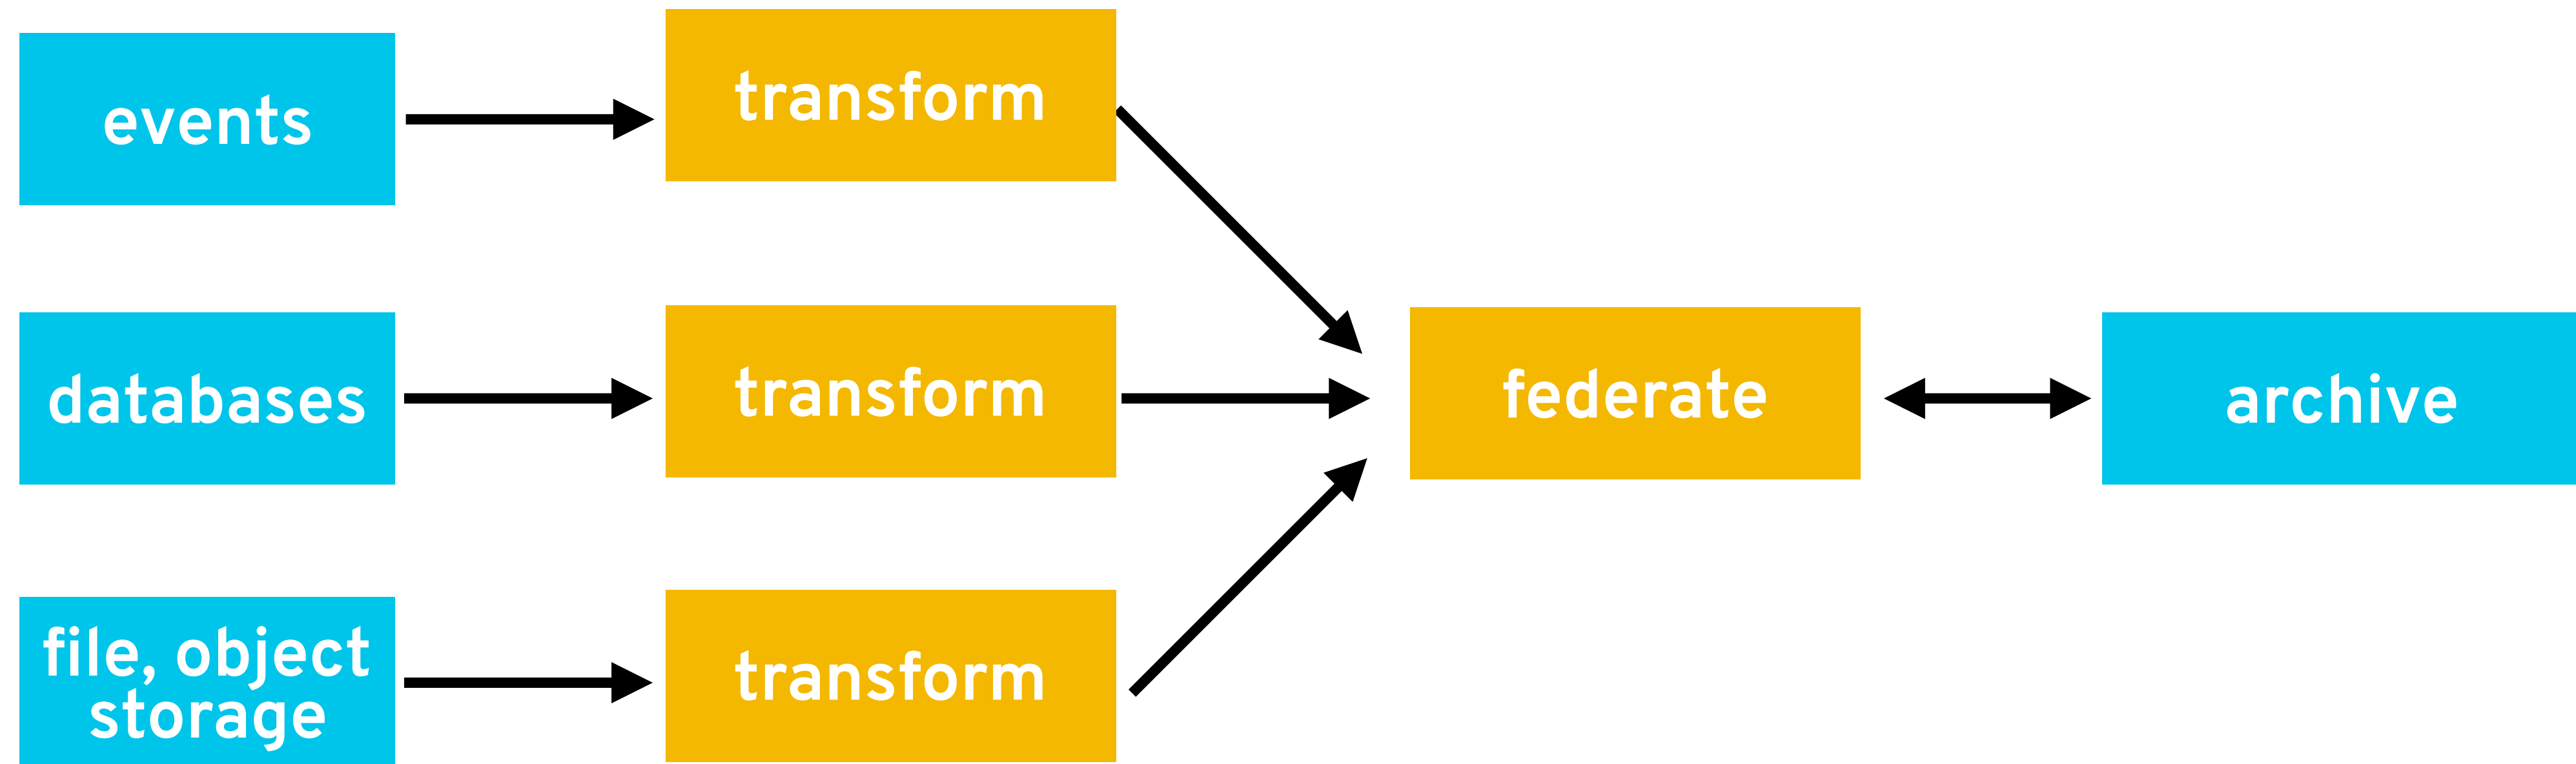 events
transform
databases
transform
federate
archive
file, object
storage
transform